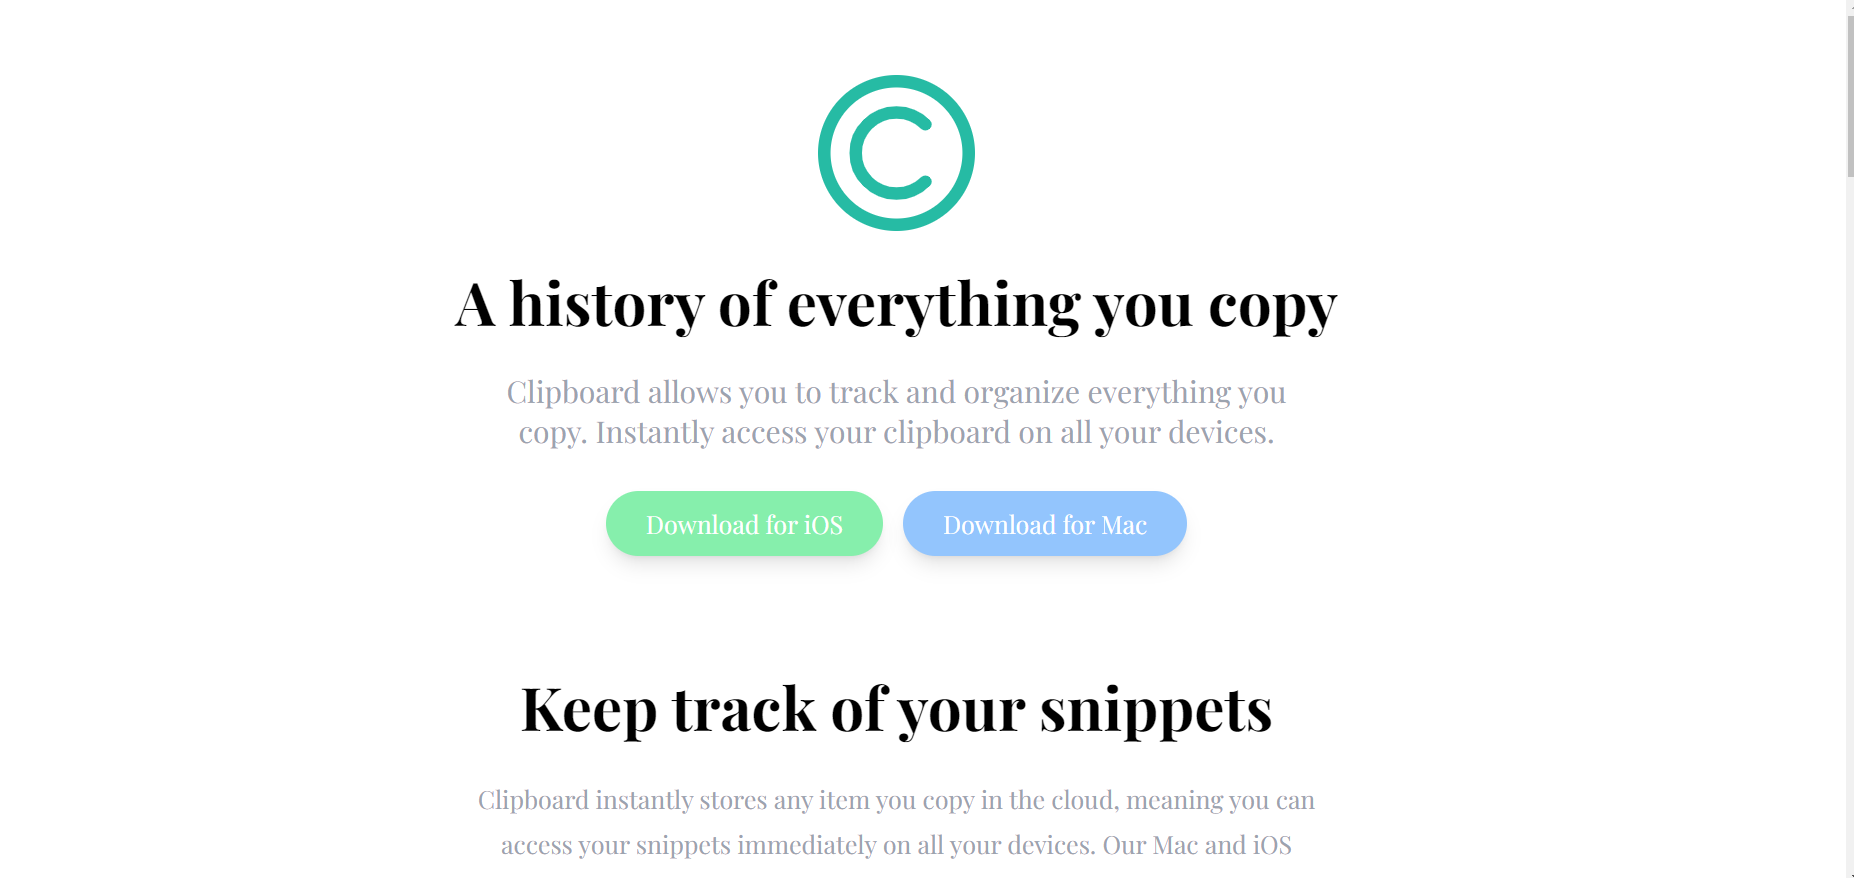 A history of everything you copy
Clipboard allows you to track and organize everything you
copy. Instantly access your clipboard on all your devices.
Download for iOS
Download for Mac
Keep track of your snippets
Clipboard instantly stores any item you copy in the cloud, meaning you can
access your snippets immediately on all your devices. Our Mac and iOS